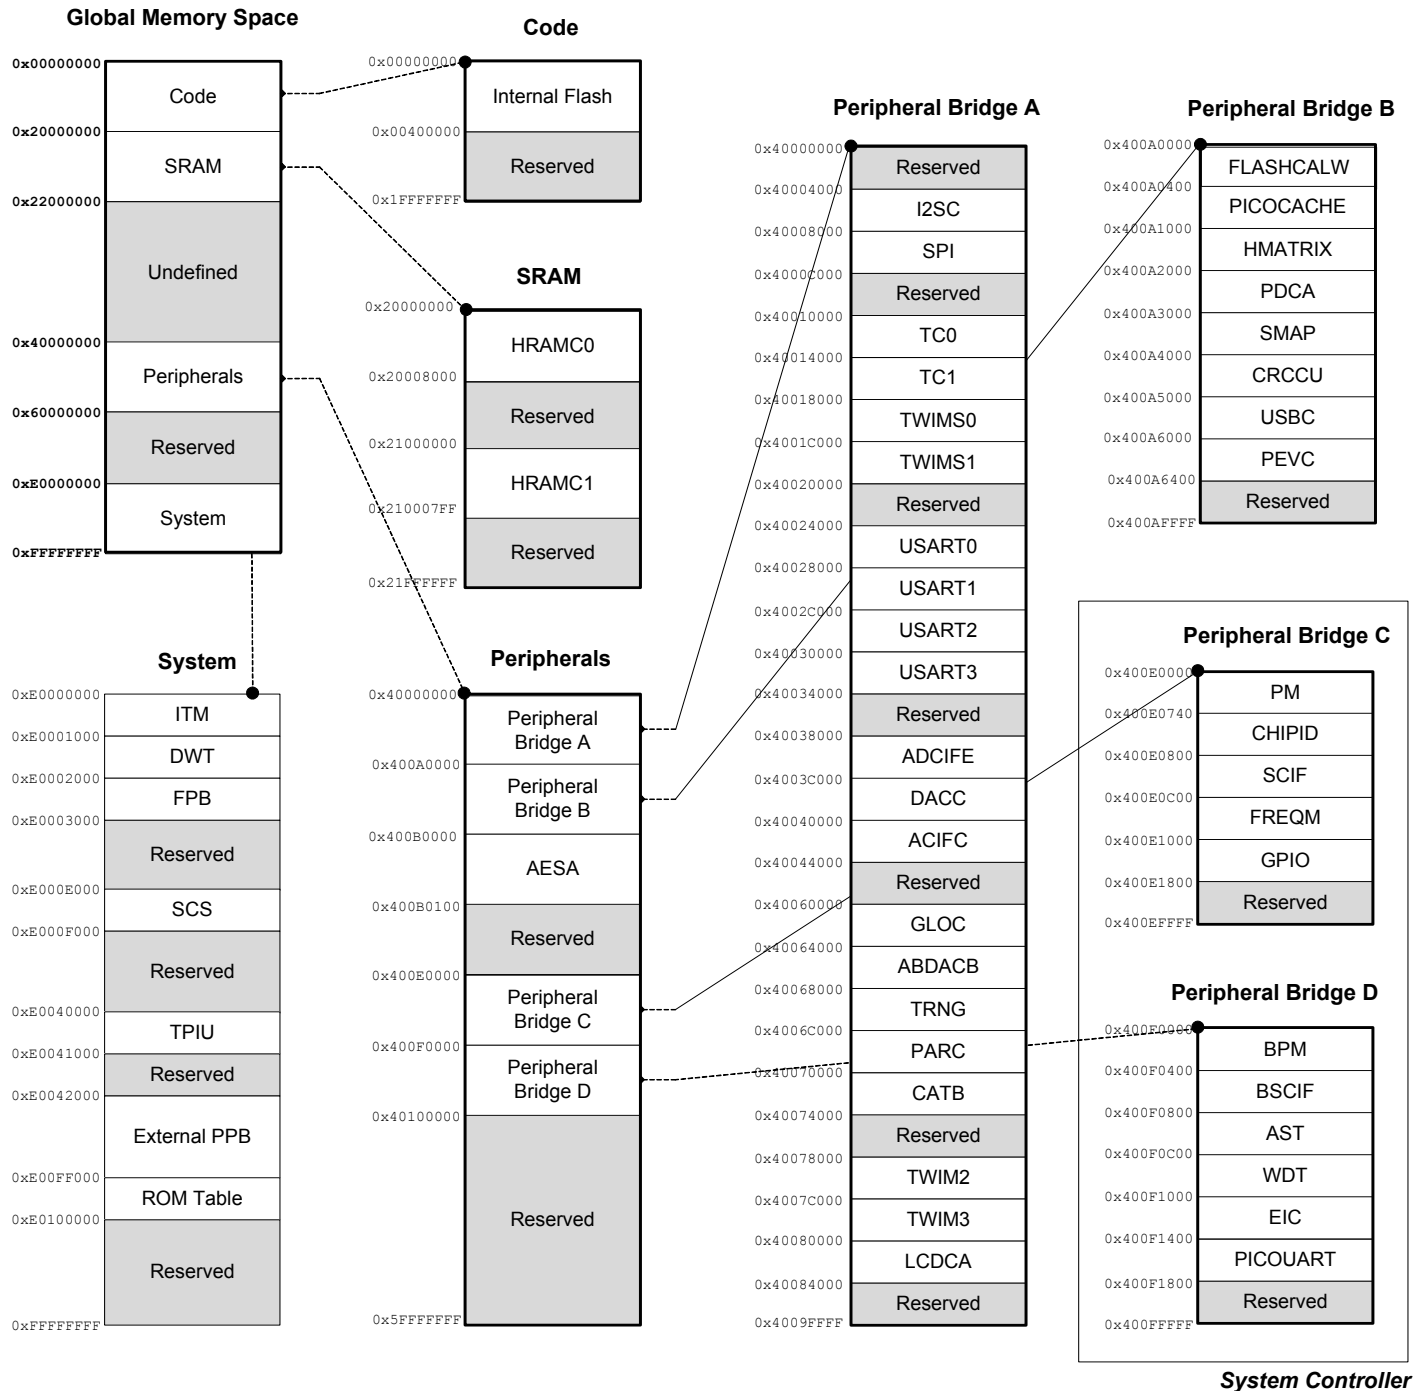 Global Memory Space
0x00000000
Code
0x20000000
SRAM
0x22000000
Undefined
0x40000000
Peripherals
0x60000000
Reserved
0xE0000000
System
0xFFFFFFFF
Code
0x00000000
Internal Flash
0x00400000
Reserved
0x1FFFFFFF
SRAM
0x20000000
HRAMC0
0x20008000
Reserved
0x21000000
HRAMC1
0x210007FF
Reserved
0x21FFFFFF
System
0xE0000000
ITM
0xE0001000
DWT
0xE0002000
FPB
0xE0003000
Reserved
0xE000E000
SCS
0xE000F000
Reserved
0xE0040000
TPIU
0xE0041000
Reserved
0xE0042000
External PPB
0xE00FF000
ROM Table
0xE0100000
Reserved
0xFFFFFFFF
Peripherals
0x40000000
Peripheral
Bridge A
0x400A0000
Peripheral
Bridge B
0x400B0000
AESA
0x400B0100
Reserved
0x400E0000
Peripheral
Bridge C
0x400F0000
Peripheral
Bridge D
0x40100000
Reserved
0x5FFFFFFF
Peripheral Bridge A
0x40000000
Reserved
0x40004000
I2SC
0x40008000
SPI
0x4000C000
Reserved
0x40010000
TC0
0x40014000
TC1
0x40018000
TWIMS0
0x4001C000
TWIMS1
0x40020000
Reserved
0x40024000
USART0
0x40028000
USART1
0x4002C000
USART2
0x40030000
USART3
0x40034000
Reserved
0x40038000
ADCIFE
0x4003C000
DACC
0x40040000
ACIFC
0x40044000
Reserved
0x40060000
GLOC
0x40064000
ABDACB
0x40068000
TRNG
0x4006C000
PARC
0x40070000
CATB
0x40074000
Reserved
0x40078000
TWIM2
0x4007C000
TWIM3
0x40080000
LCDCA
0x40084000
Reserved
0x4009FFFF
Peripheral Bridge B
0x400A0000
FLASHCALW
0x400A0400
PICOCACHE
0x400A1000
HMATRIX
0x400A2000
PDCA
0x400A3000
SMAP
0x400A4000
CRCCU
0x400A5000
USBC
0x400A6000
PEVC
0x400A6400
Reserved
0x400AFFFF
Peripheral Bridge C
0x400E0000
PM
0x400E0740
CHIPID
0x400E0800
SCIF
0x400E0C00
FREQM
0x400E1000
GPIO
0x400E1800
Reserved
0x400EFFFF
Peripheral Bridge D
0x400F0000
BPM
0x400F0400
BSCIF
0x400F0800
AST
0x400F0C00
WDT
0x400F1000
EIC
0x400F1400
PICOUART
0x400F1800
Reserved
0x400FFFFF
System Controller